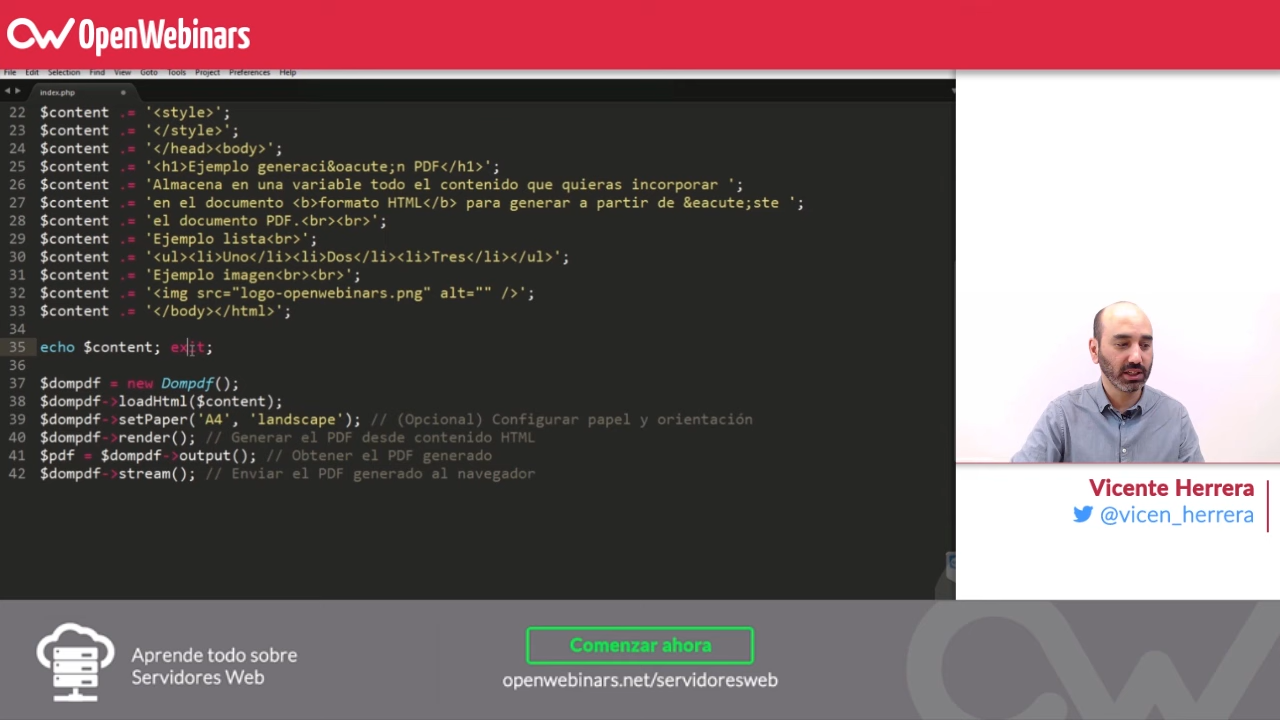 OpenWebinars
File Edit Selection Find View Goto Tools Project Preferences Help
index.php
22 $content .= '<style>';
23 $content .= '</style>';
24 $content .= '</head><body>';
25 $content .= '<h1>Ejemplo generaci&oacute;n PDF</h1>';
26 $content .= 'Almacena en una variable todo el contenido que quieras incorporar ';
27 $content .= 'en el documento <b>formato HTML</b> para generar a partir de &eacute;ste ';
28 $content .= 'el documento PDF.<br><br>';
29 $content .= 'Ejemplo lista<br>';
30 $content .= '<ul><li>Uno</li><li>Dos</li><li>Tres</li></ul>';
31 $content .= 'Ejemplo imagen<br><br>';
32 $content .= '<img src="logo-openwebinars.png" alt="" />';
33 $content .= '</body></html>';
34
35 echo $content; exit;
36
37 $dompdf = new Dompdf();
38 $dompdf->loadHtml($content);
39 $dompdf->setPaper('A4', 'landscape'); // (Opcional) Configurar papel y orientación
40 $dompdf->render(); // Generar el PDF desde contenido HTML
41 $pdf = $dompdf->output(); // Obtener el PDF generado
42 $dompdf->stream(); // Enviar el PDF generado al navegador
Vicente Herrera
@vicen_herrera
Aprende todo sobre
Servidores Web
Comenzar ahora
openwebinars.net/servidoresweb